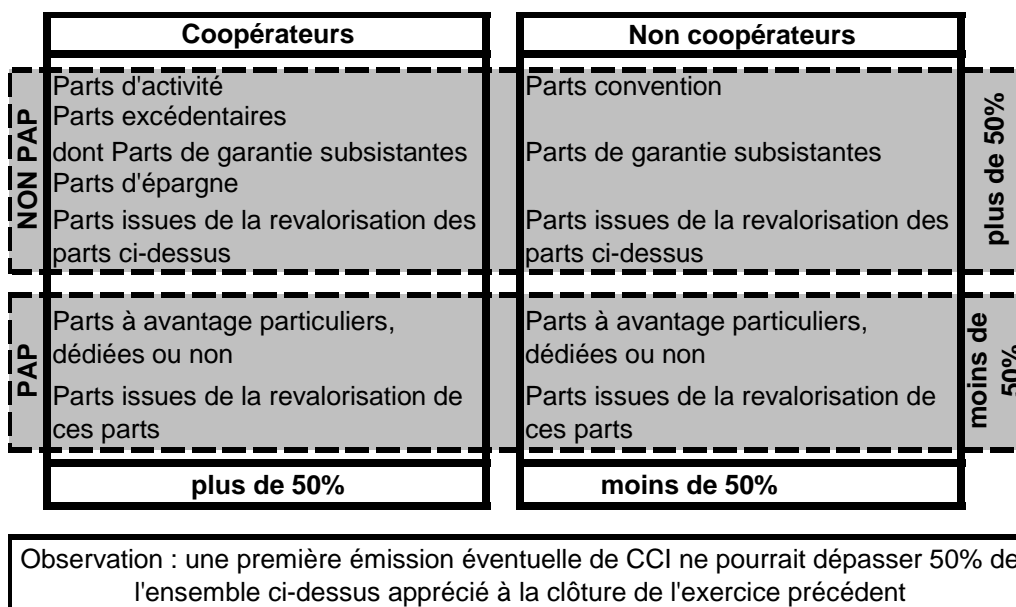 Coopérateurs
Non coopérateurs
NON PAP
Parts d'activité
Parts excédentaires
dont Parts de garantie subsistantes
Parts d'épargne
Parts issues de la revalorisation des
parts ci-dessus
Parts convention
Parts de garantie subsistantes
Parts issues de la revalorisation des
parts ci-dessus
plus de 50%
PAP
Parts à avantage particuliers,
dédiées ou non
Parts issues de la revalorisation de
ces parts
Parts à avantage particuliers,
dédiées ou non
Parts issues de la revalorisation de
ces parts
moins de
50%
plus de 50%
moins de 50%
Observation : une première émission éventuelle de CCI ne pourrait dépasser 50% de
l'ensemble ci-dessus apprécié à la clôture de l'exercice précédent